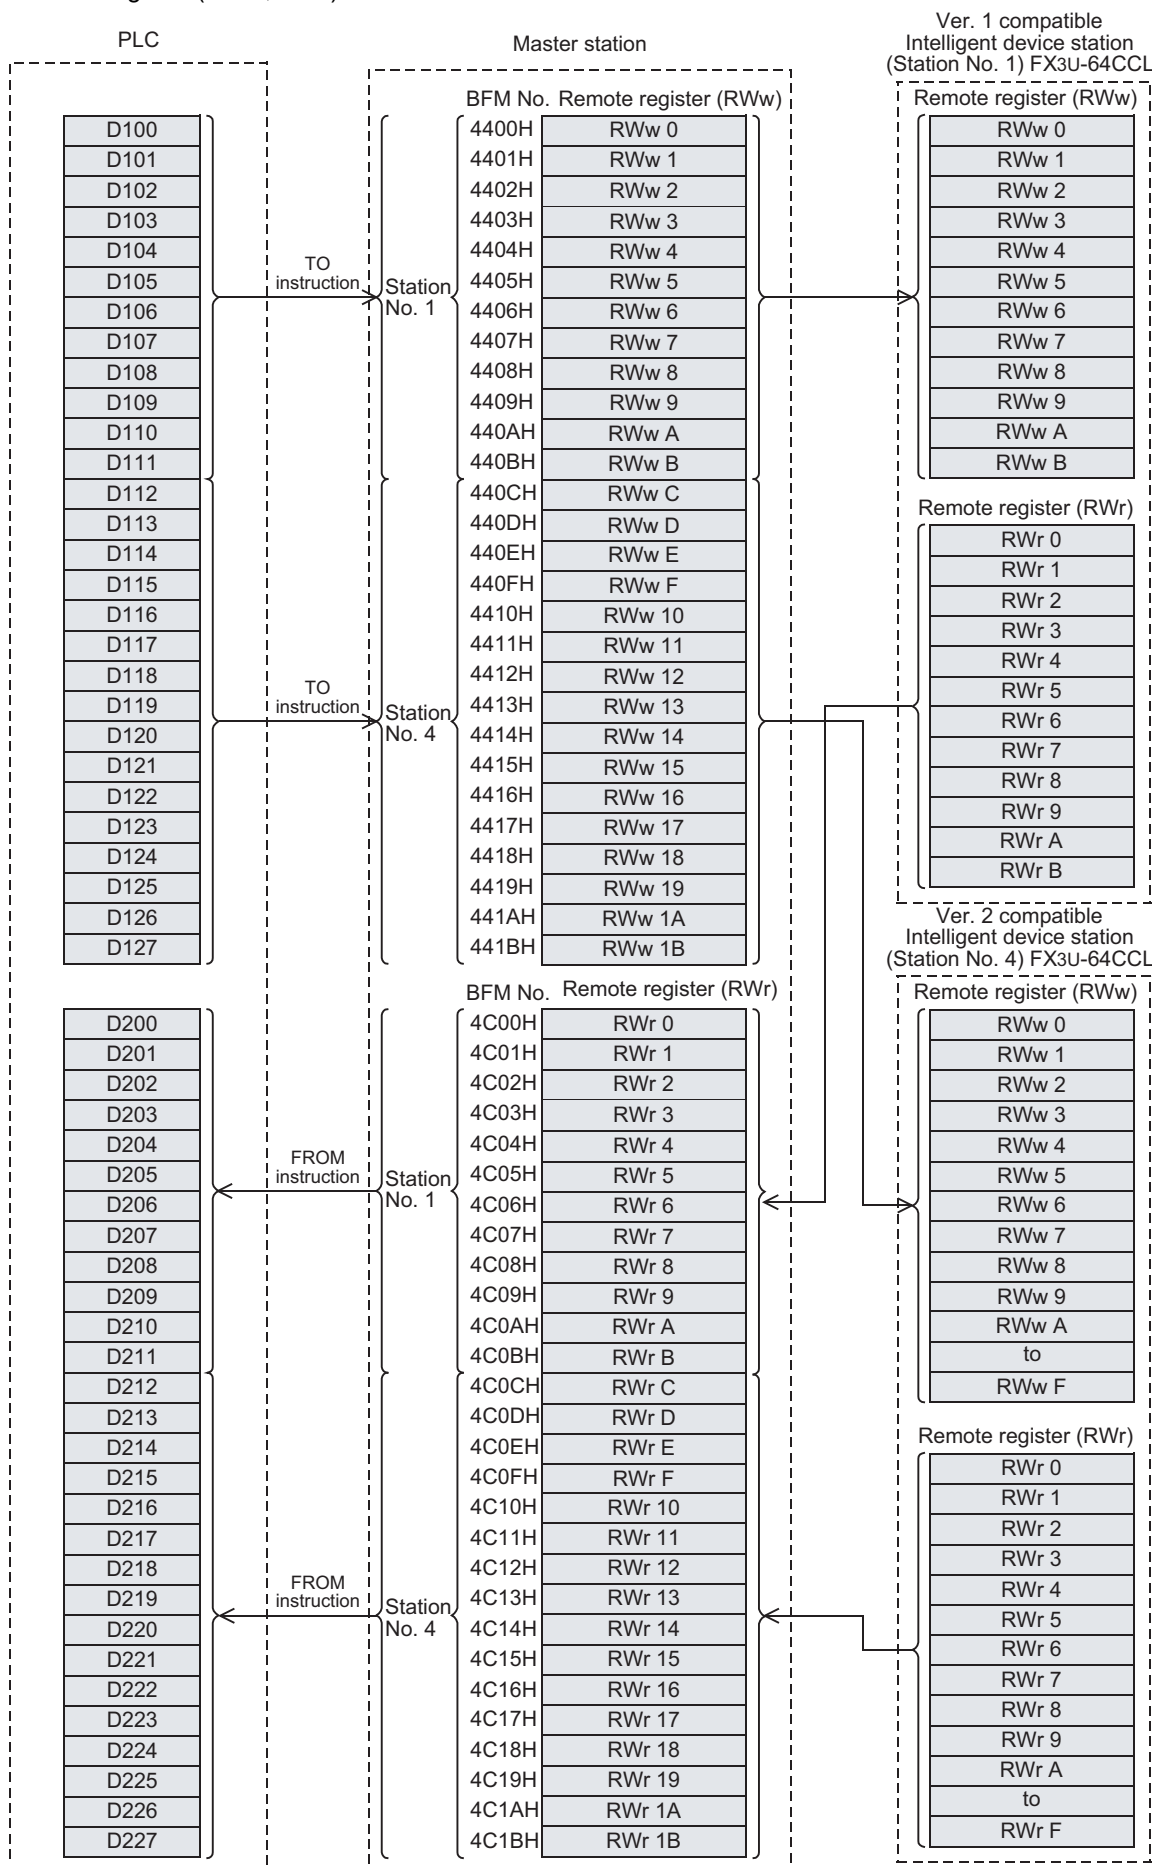 PLC
Master station
Ver. 1 compatible
Intelligent device station
(Station No. 1) FX3U-64CCL
BFM No. Remote register (RWw)
Remote register (RWw)
D100 4400H RWw 0 RWw 0
D101 4401H RWw 1 RWw 1
D102 4402H RWw 2 RWw 2
D103 4403H RWw 3 RWw 3
D104 4404H RWw 4 RWw 4
TO
instruction
Station
No. 1
D105 4405H RWw 5 RWw 5
D106 4406H RWw 6 RWw 6
D107 4407H RWw 7 RWw 7
D108 4408H RWw 8 RWw 8
D109 4409H RWw 9 RWw 9
D110 440AH RWw A RWw A
D111 440BH RWw B RWw B
D112 440CH RWw C
Remote register (RWr)
D113 440DH RWw D RWr 0
D114 440EH RWw E RWr 1
D115 440FH RWw F RWr 2
D116 4410H RWw 10 RWr 3
D117 4411H RWw 11 RWr 4
D118 4412H RWw 12 RWr 5
TO
instruction
Station
No. 4
D119 4413H RWw 13 RWr 6
D120 4414H RWw 14 RWr 7
D121 4415H RWw 15 RWr 8
D122 4416H RWw 16 RWr 9
D123 4417H RWw 17 RWr A
D124 4418H RWw 18 RWr B
D125 4419H RWw 19
D126 441AH RWw 1A
D127 441BH RWw 1B
Ver. 2 compatible
Intelligent device station
(Station No. 4) FX3U-64CCL
BFM No. Remote register (RWr)
Remote register (RWw)
D200 4C00H RWr 0 RWw 0
D201 4C01H RWr 1 RWw 1
D202 4C02H RWr 2 RWw 2
D203 4C03H RWr 3 RWw 3
D204 4C04H RWr 4 RWw 4
FROM
instruction
Station
No. 1
D205 4C05H RWr 5 RWw 5
D206 4C06H RWr 6 RWw 6
D207 4C07H RWr 7 RWw 7
D208 4C08H RWr 8 RWw 8
D209 4C09H RWr 9 RWw 9
D210 4C0AH RWr A RWw A
D211 4C0BH RWr B to
D212 4C0CH RWr C RWw F
D213 4C0DH RWr D
Remote register (RWr)
D214 4C0EH RWr E RWr 0
D215 4C0FH RWr F RWr 1
D216 4C10H RWr 10 RWr 2
D217 4C11H RWr 11 RWr 3
D218 4C12H RWr 12 RWr 4
FROM
instruction
Station
No. 4
D219 4C13H RWr 13 RWr 5
D220 4C14H RWr 14 RWr 6
D221 4C15H RWr 15 RWr 7
D222 4C16H RWr 16 RWr 8
D223 4C17H RWr 17 RWr 9
D224 4C18H RWr 18 RWr A
D225 4C19H RWr 19 to
D226 4C1AH RWr 1A RWr F
D227 4C1BH RWr 1B